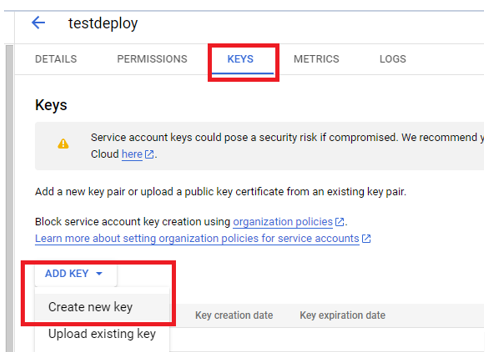 testdeploy
DETAILS PERMISSIONS KEYS METRICS LOGS
Keys
Service account keys could pose a security risk if compromised. We recommend
Cloud here.
Add a new key pair or upload a public key certificate from an existing key pair.
Block service account key creation using organization policies.
Learn more about setting organization policies for service accounts
ADD KEY
Create new key
Key creation date Key expiration date
Upload existing key